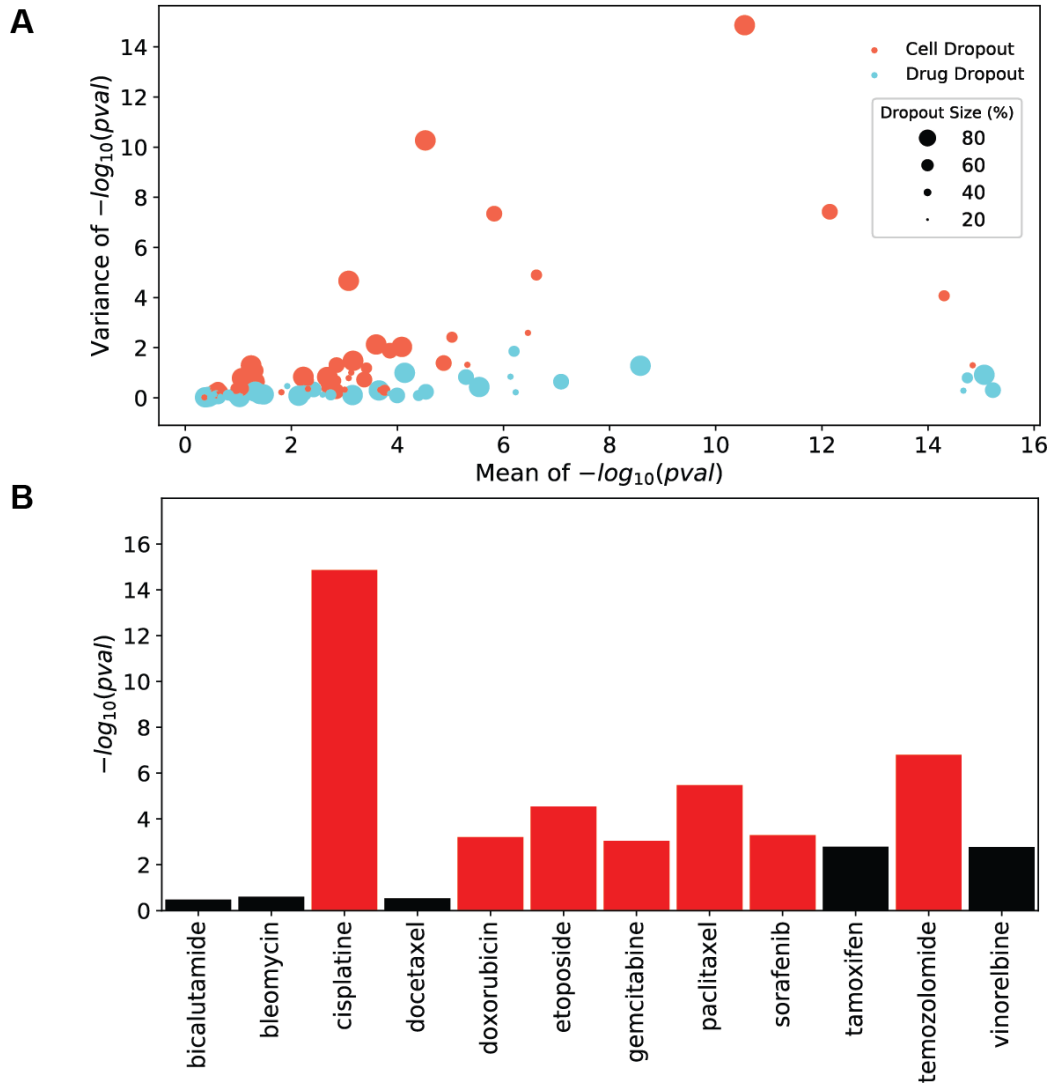 A
Variance of −log10(pval)
14
12
10
8
6
4
2
0
Cell Dropout
Drug Dropout
Dropout Size (%)
80
60
40
20
0 2 4 6 8 10 12 14 16
Mean of −log10(pval)
B
−log10(pval)
16
14
12
10
8
6
4
2
0
bicalutamide
bleomycin
cisplatine
docetaxel
doxorubicin
etoposide
gemcitabine
paclitaxel
sorafenib
tamoxifen
temozolomide
vinorelbine